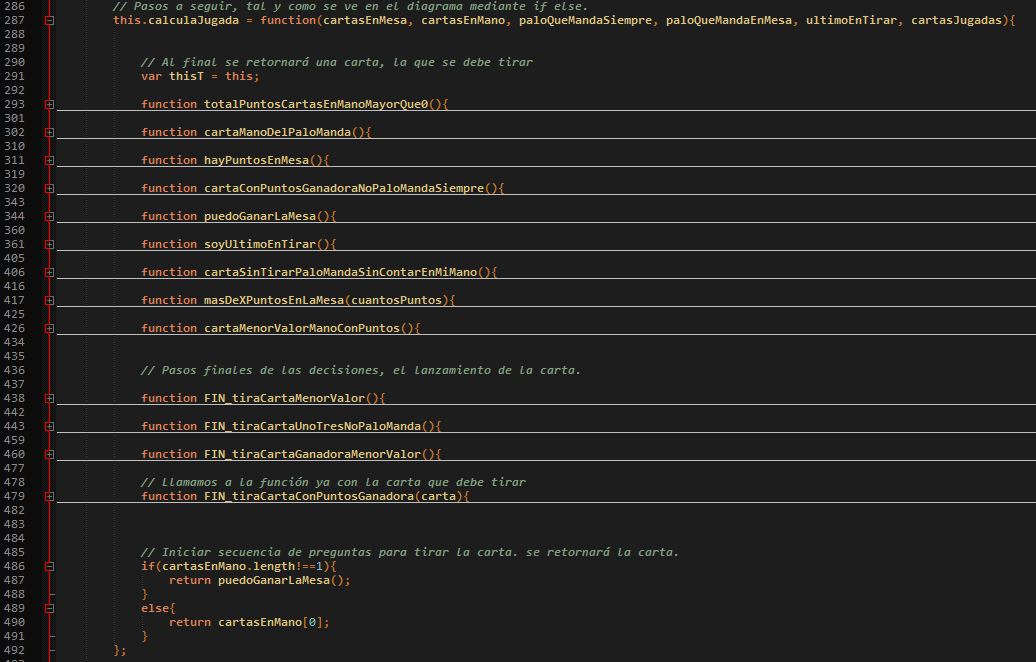 286 // Pasos a seguir, tal y como se ve en el diagrama mediante if else.
287 this.calculaJugada = function(cartasEnMesa, cartasEnMano, paloQueMandaSiempre, paloQueMandaEnMesa, ultimoEnTirar, cartasJugadas){
288
289
290 // Al final se retornará una carta, la que se debe tirar
291 var thisT = this;
292
293 function totalPuntosCartasEnManoMayorQue0(){
301
302 function cartaManoDelPaloManda(){
310
311 function hayPuntosEnMesa(){
319
320 function cartaConPuntosGanadoraNoPaloMandaSiempre(){
343
344 function puedoGanarLaMesa(){
360
361 function soyUltimoEnTirar(){
405
406 function cartaSinTirarPaloMandaSinContarEnMiMano(){
416
417 function masDeXPuntosEnLaMesa(cuantosPuntos){
425
426 function cartaMenorValorManoConPuntos(){
434
435
436 // Pasos finales de las decisiones, el lanzamiento de la carta.
437
438 function FIN_tiraCartaMenorValor(){
442
443 function FIN_tiraCartaUnoTresNoPaloManda(){
459
460 function FIN_tiraCartaGanadoraMenorValor(){
477
478 // Llamamos a la función ya con la carta que debe tirar
479 function FIN_tiraCartaConPuntosGanadora(carta){
482
483
484
485 // Iniciar secuencia de preguntas para tirar la carta. se retornará la carta.
486 if(cartasEnMano.length!==1){
487 return puedoGanarLaMesa();
488 }
489 else{
490 return cartasEnMano[0];
491 }
492 };